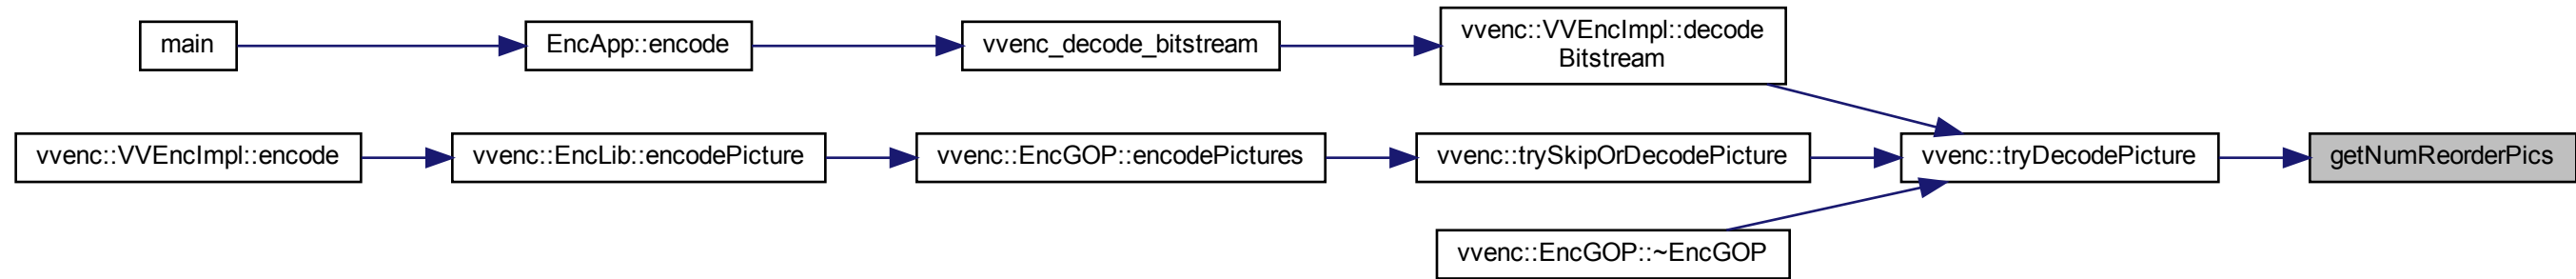 main
EncApp::encode
vvenc_decode_bitstream
vvenc::VVEncImpl::decode
Bitstream
vvenc::VVEncImpl::encode
vvenc::EncLib::encodePicture
vvenc::EncGOP::encodePictures
vvenc::trySkipOrDecodePicture
vvenc::tryDecodePicture
getNumReorderPics
vvenc::EncGOP::~EncGOP